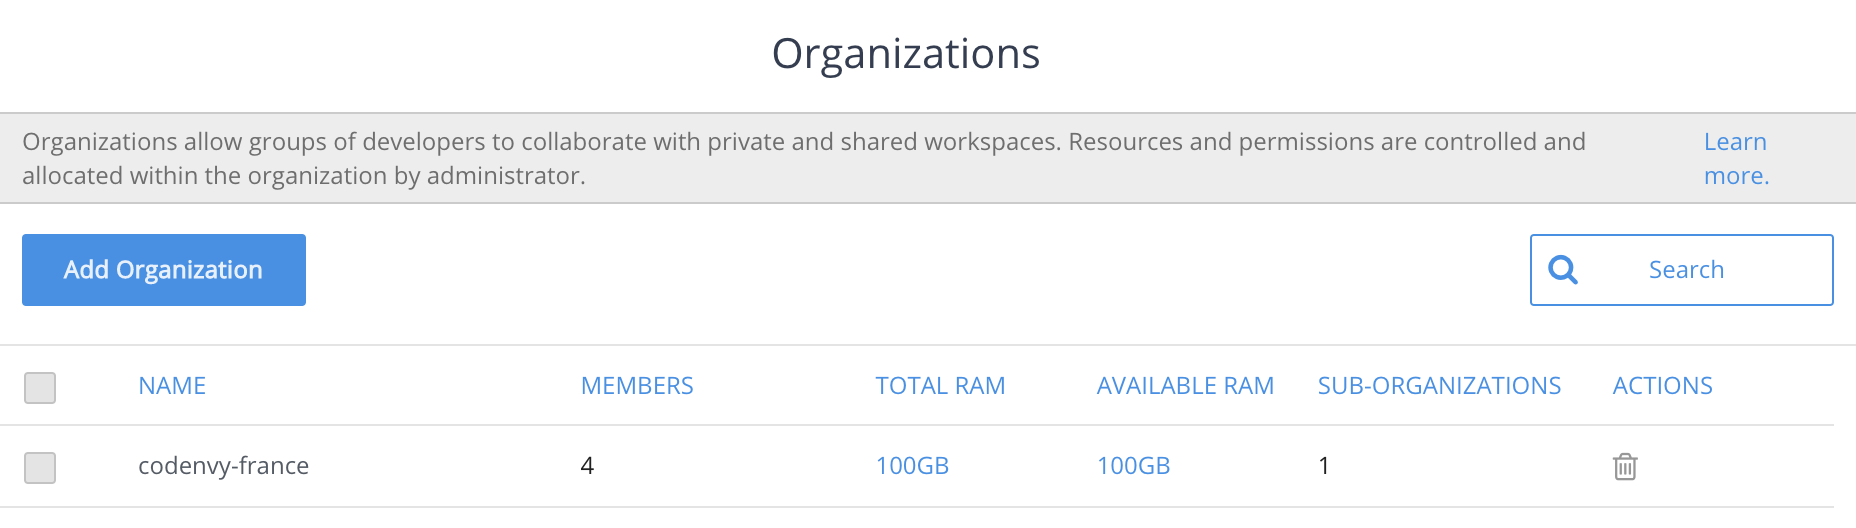 Organizations
Organizations allow groups of developers to collaborate with private and shared workspaces. Resources and permissions are controlled and
allocated within the organization by administrator.
Learn
more.
Add Organization
Search
NAME MEMBERS TOTAL RAM AVAILABLE RAM SUB-ORGANIZATIONS ACTIONS
codenvy-france 4 100GB 100GB 1